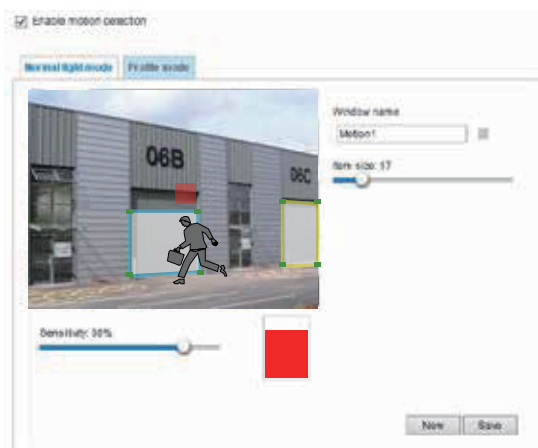 Enable motion detection
Normal light mode
Profile mode
Window name
Motion1
Item size: 17
06B
06C
Sensitivity: 80%
New
Save